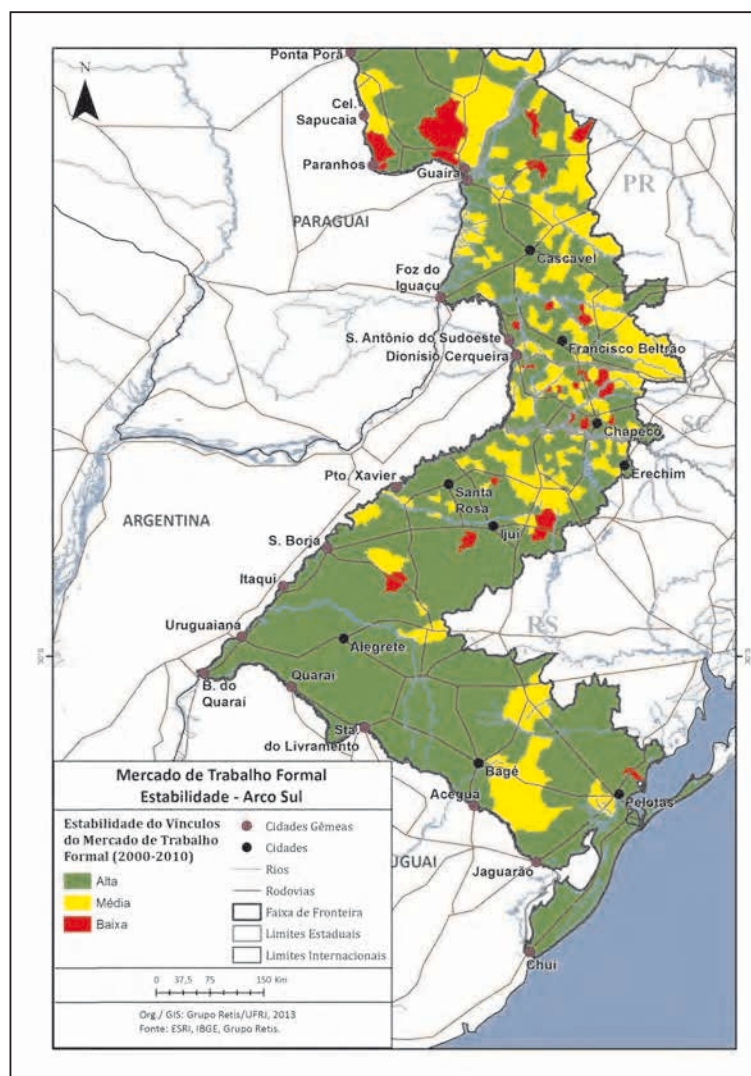 Ponta Porã
N
Cel.
Sapucaia
Paranhos
Guaíra
PR
PARAGUAI
Cascavel
Foz do
Iguaçu
S. Antônio do Sudoeste
Francisco Beltrão
Dionísio Cerqueira
SC
Chapecó
Erechim
Pto. Xavier
Santa
Rosa
ARGENTINA
Ijuí
S. Borja
Itaqui
RS
Uruguaiana
Alegrete
30°S
B. do
Quaraí
Quaraí
Sta.
do Livramento
Bagé
Aceguá
Pelotas
UGUAI
Jaguarão
Chuí
Mercado de Trabalho Formal
Estabilidade - Arco Sul
Estabilidade do Vínculos
do Mercado de Trabalho
Formal (2000-2010)
Alta
Média
Baixa
Cidades Gêmeas
Cidades
Rios
Rodovias
Faixa de Fronteira
Limites Estaduais
Limites Internacionais
0 37,5 75 150 Km
Org./ GIS: Grupo Retis/UFRJ, 2013
Fonte: ESRI, IBGE, Grupo Retis.